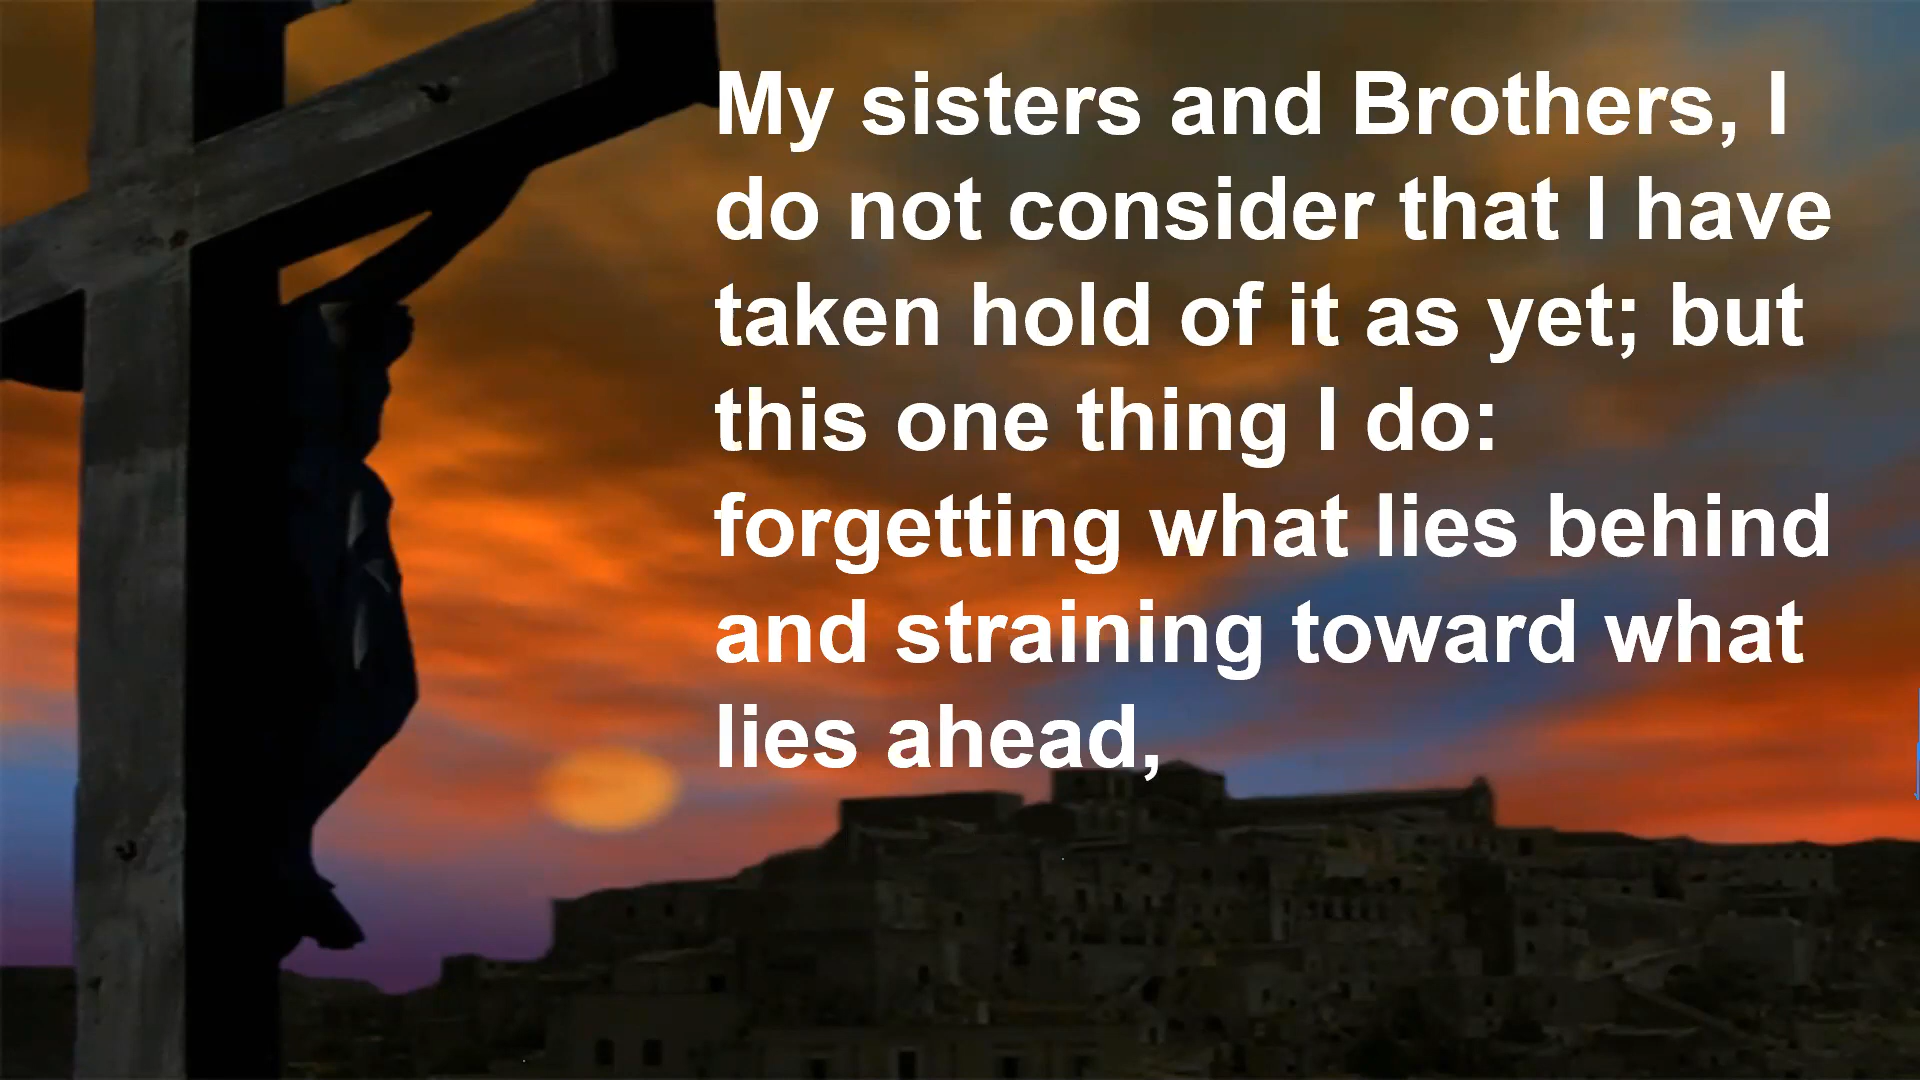 My sisters and Brothers, I
do not consider that I have
taken hold of it as yet; but
this one thing I do:
forgetting what lies behind
and straining toward what
lies ahead,